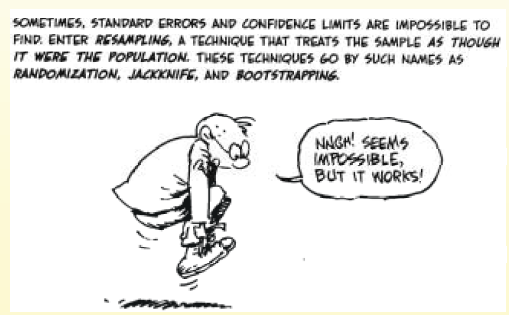 SOMETIMES, STANDARD ERRORS AND CONFIDENCE LIMITS ARE IMPOSSIBLE TO
FIND. ENTER RESAMPLING, A TECHNIQUE THAT TREATS THE SAMPLE AS THOUGH
IT WERE THE POPULATION. THESE TECHNIQUES GO BY SUCH NAMES AS
RANDOMIZATION, JACKKNIFE, AND BOOTSTRAPPING.
NNGH! SEEMS
IMPOSSIBLE,
BUT IT WORKS!